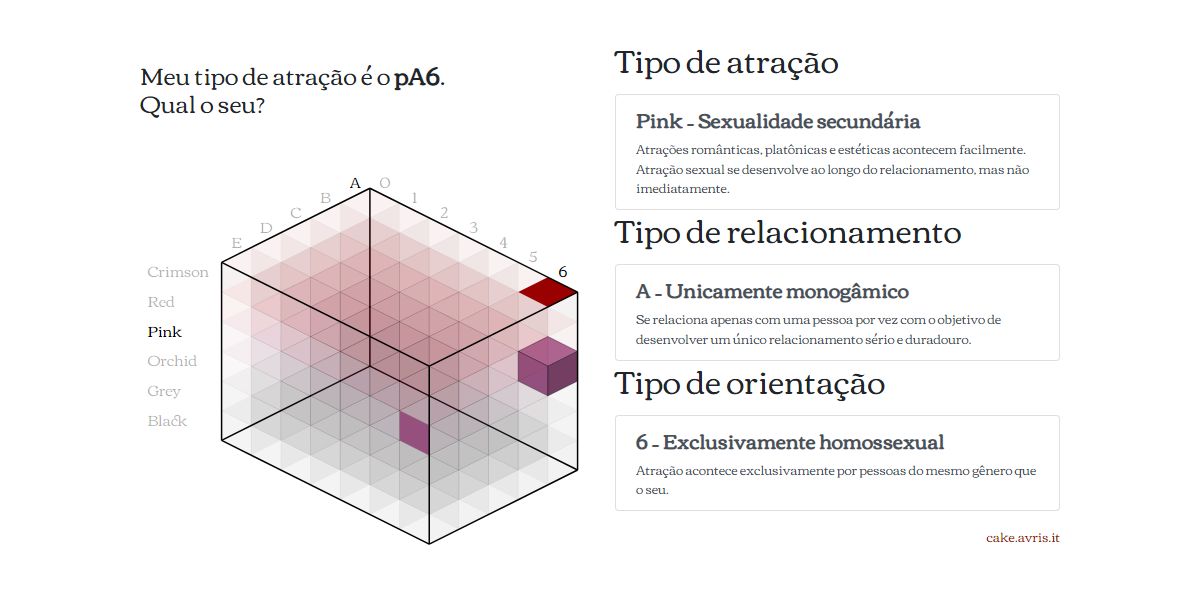 Meu tipo de atração é o pA6.
Qual o seu?
A O
B 1
C 2
D 3
E 4
5
6
Crimson
Red
Pink
Orchid
Grey
Black
Tipo de atração
Pink - Sexualidade secundária
Atrações românticas, platônicas e estéticas acontecem facilmente.
Atração sexual se desenvolve ao longo do relacionamento, mas não
imediatamente.
Tipo de relacionamento
A - Unicamente monogâmico
Se relaciona apenas com uma pessoa por vez com o objetivo de
desenvolver um único relacionamento sério e duradouro.
Tipo de orientação
6 - Exclusivamente homossexual
Atração acontece exclusivamente por pessoas do mesmo gênero que
o seu.
cake.avris.it